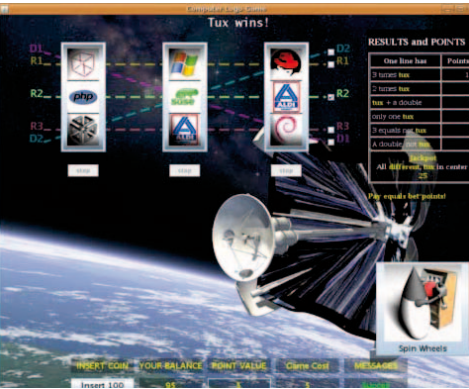 Computer Logo Game
Tux wins!
D1
R1
R2
R3
D2
php
SUSE
ALDI
ALDI
D2
R1
R2
R3
D1
stop
stop
stop
RESULTS and POINTS
One line has Points
3 times tux
2 times tux
tux + a double
only one tux
3 equals not tux
A double, not tux
Jackpot
All different, tux in center
25
Pay equals bet points!
Spin Wheels
INSERT COIN YOUR BALANCE POINT VALUE Game Cost MESSAGES
Insert 100 95